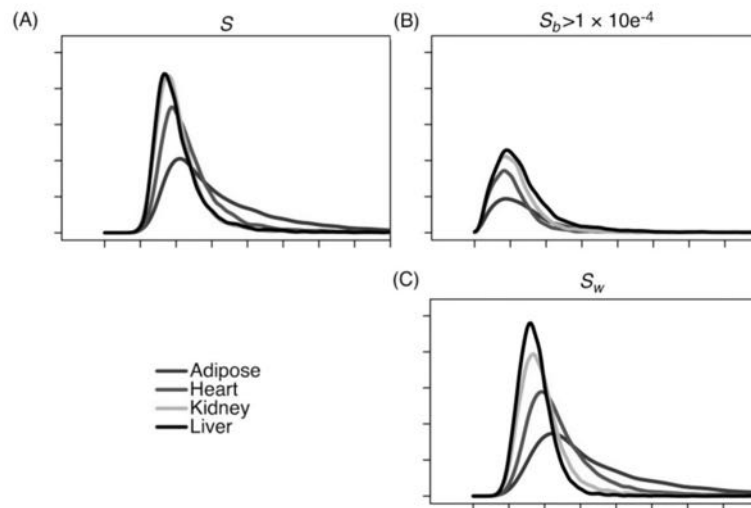 (A)
S
(B)
S_b>1 × 10e⁻⁴
(C)
S_w
Adipose
Heart
Kidney
Liver